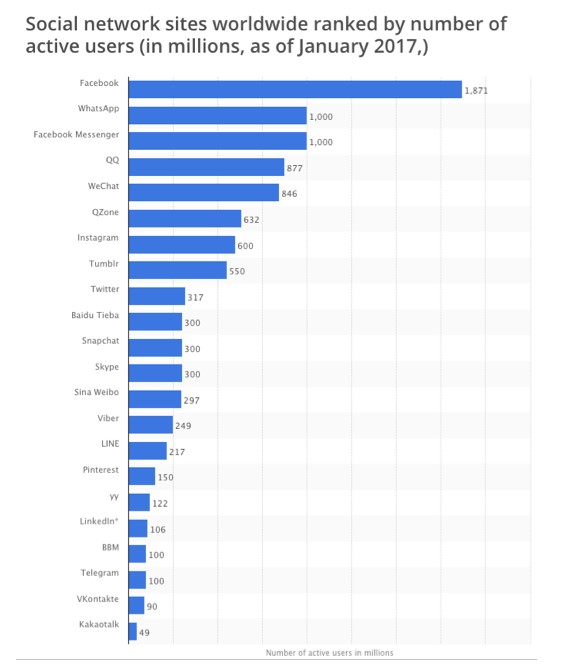 Social network sites worldwide ranked by number of
active users (in millions, as of January 2017,)
Facebook 1,871
WhatsApp 1,000
Facebook Messenger 1,000
QQ 877
WeChat 846
QZone 632
Instagram 600
Tumblr 550
Twitter 317
Baidu Tieba 300
Snapchat 300
Skype 300
Sina Weibo 297
Viber 249
LINE 217
Pinterest 150
yy 122
LinkedIn* 106
BBM 100
Telegram 100
VKontakte 90
Kakaotalk 49
Number of active users in millions